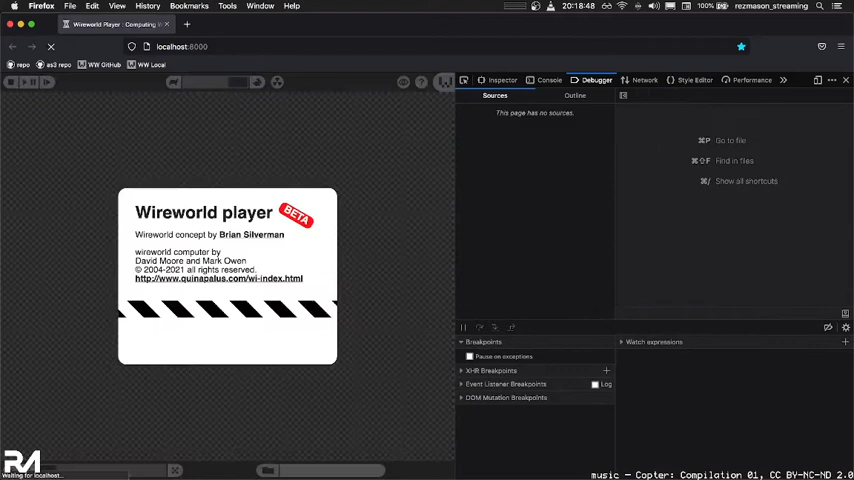 Firefox File Edit View History Bookmarks Tools Window Help 20:18:48 100% rezmason_streaming
Wireworld Player : Computing W
localhost:8000
repo as3 repo WW GitHub WW Local
Inspector Console Debugger Network Style Editor Performance
Sources Outline
This page has no sources.
⌘P Go to file
⌘⇧F Find in files
⌘/ Show all shortcuts
Wireworld player BETA
Wireworld concept by Brian Silverman
wireworld computer by
David Moore and Mark Owen
© 2004-2021 all rights reserved.
http://www.quinapalus.com/wi-index.html
Breakpoints
Pause on exceptions
XHR Breakpoints
Event Listener Breakpoints Log
DOM Mutation Breakpoints
Watch expressions
RM
Waiting for localhost...
music – Copter: Compilation 01, CC BY-NC-ND 2.0